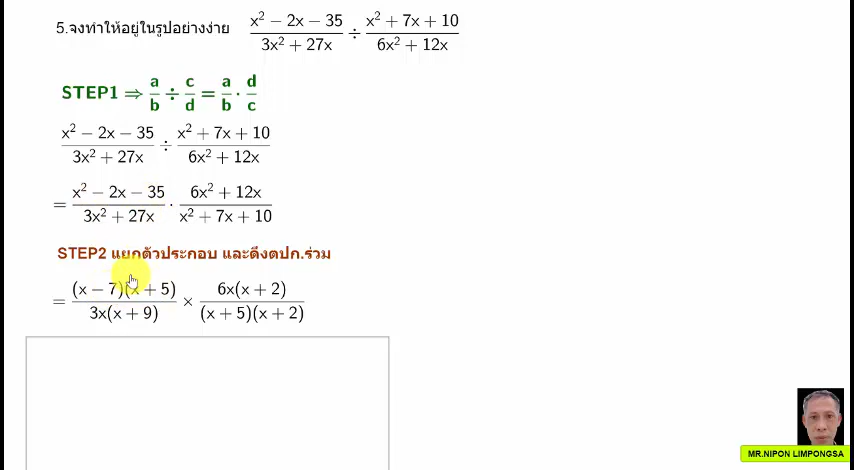 5.จงทำให้อยู่ในรูปอย่างง่าย (x² − 2x − 35)/(3x² + 27x) ÷ (x² + 7x + 10)/(6x² + 12x)
STEP1 ⇒ a/b ÷ c/d = a/b · d/c
(x² − 2x − 35)/(3x² + 27x) ÷ (x² + 7x + 10)/(6x² + 12x)
= (x² − 2x − 35)/(3x² + 27x) · (6x² + 12x)/(x² + 7x + 10)
STEP2 แยกตัวประกอบ และดึงตปก.ร่วม
= (x − 7)(x + 5)/3x(x + 9) × 6x(x + 2)/(x + 5)(x + 2)
MR.NIPON LIMPONGSA